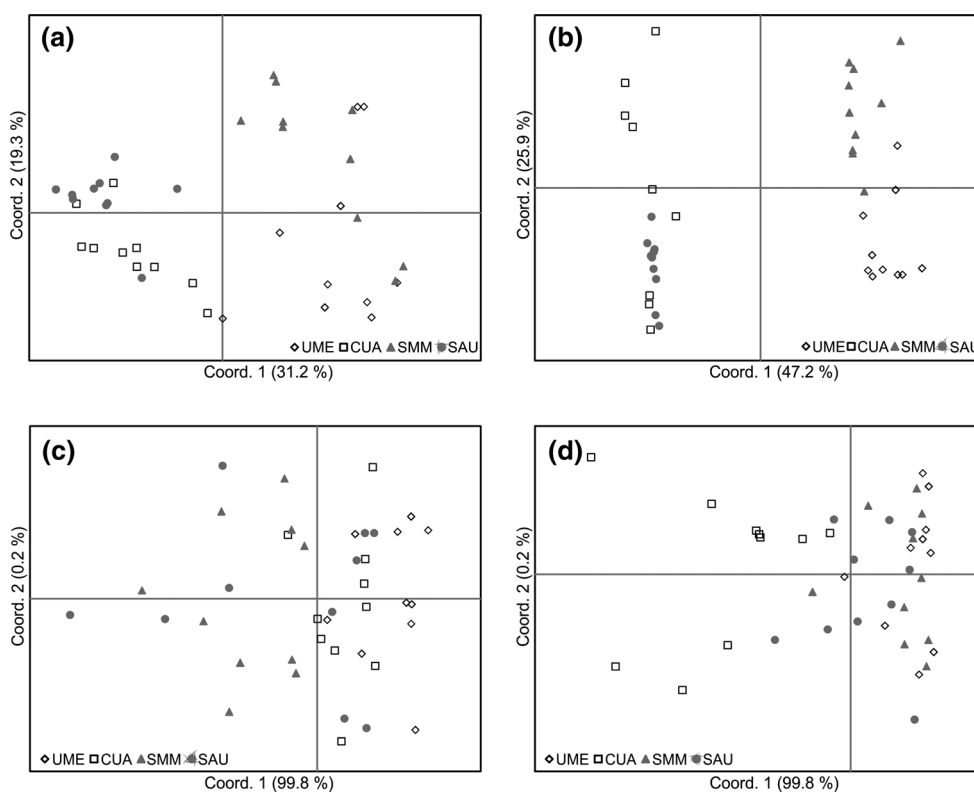 (a)
Coord. 2 (19.3 %)
UME CUA SMM SAU
Coord. 1 (31.2 %)
(b)
Coord. 2 (25.9 %)
UME CUA SMM SAU
Coord. 1 (47.2 %)
(c)
Coord. 2 (0.2 %)
UME CUA SMM SAU
Coord. 1 (99.8 %)
(d)
Coord. 2 (0.2 %)
UME CUA SMM SAU
Coord. 1 (99.8 %)